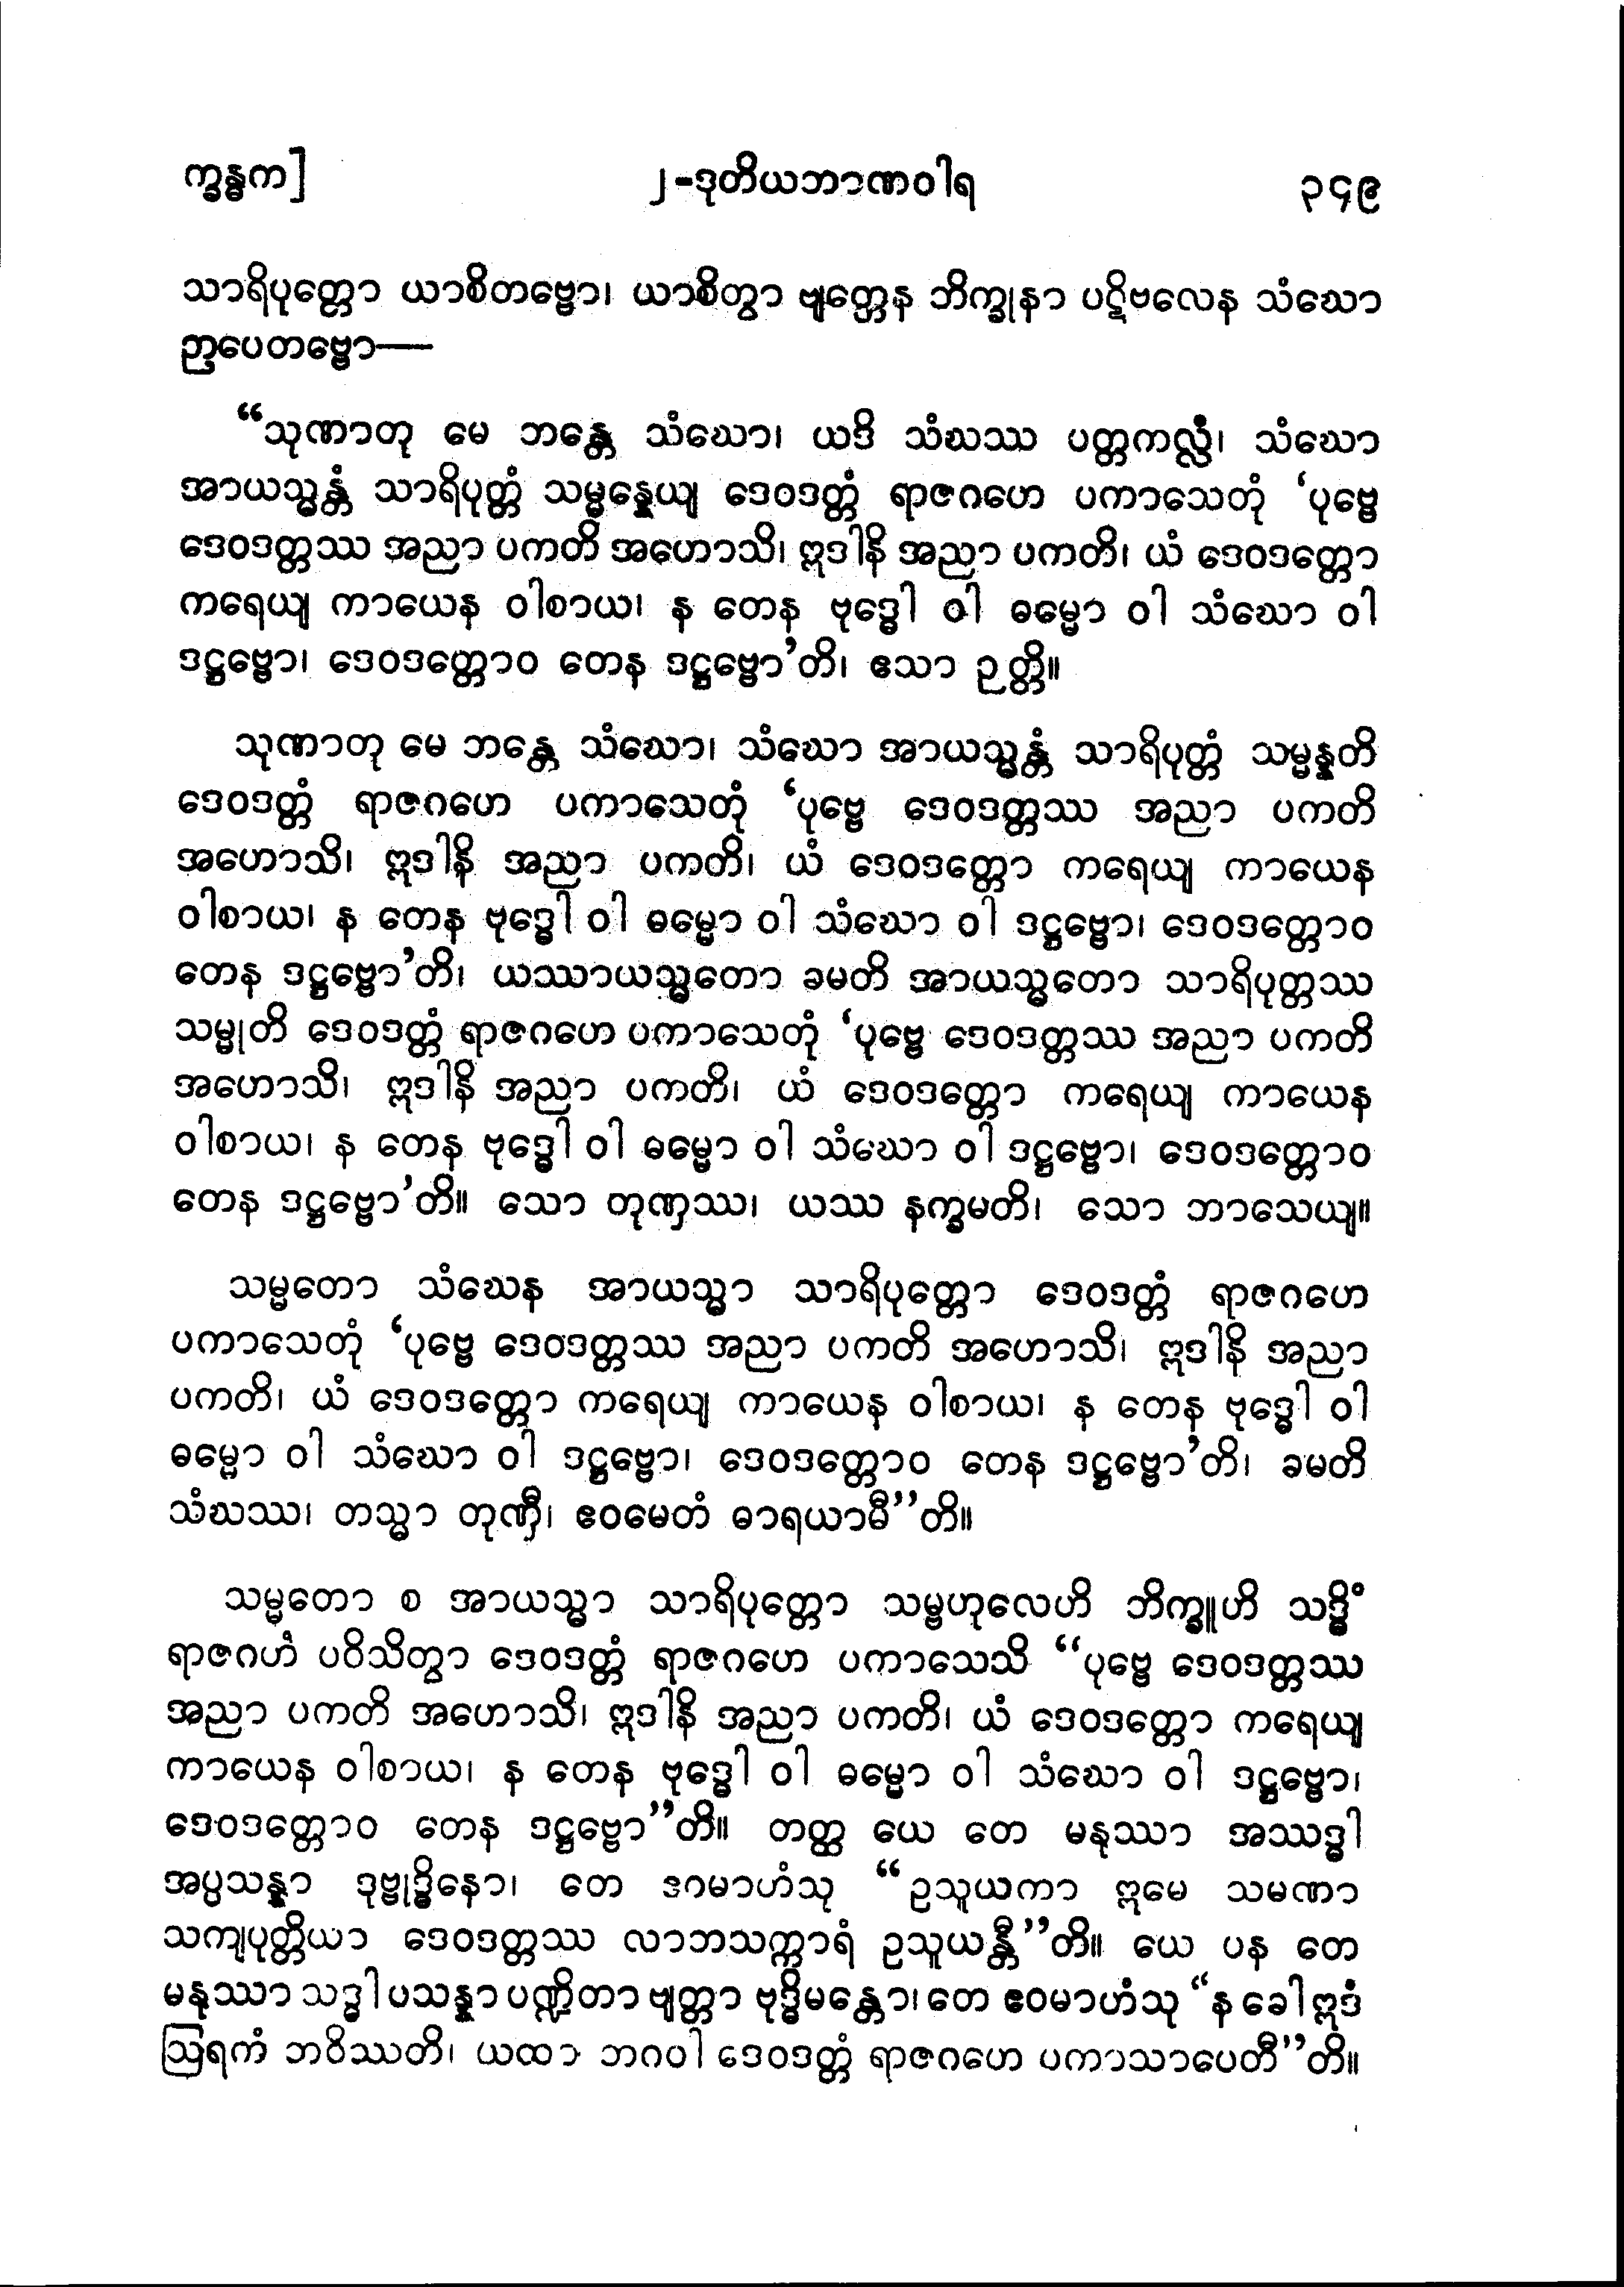 က္ခန္ဓက]
၂-ဒုတိယဘာဏဝါရ
၃၄၉
သာရိပုတ္တော ယာစိတဗ္ဗော၊ ယာစိတွာ ဗျတ္တေန ဘိက္ခုနာ ပဋိဗလေန သံဃော
ဉာပေတဗ္ဗော—
“သုဏာတု မေ ဘန္တေ သံဃော၊ ယဒိ သံဃဿ ပတ္တကလ္လံ၊ သံဃော
အာယသ္မန္တံ သာရိပုတ္တံ သမ္မန္နေယျ ဒေဝဒတ္တံ ရာဇဂဟေ ပကာသေတုံ ‘ပုဗ္ဗေ
ဒေဝဒတ္တဿ အညာ ပကတိ အဟောသိ၊ ဣဒါနိ အညာ ပကတိ၊ ယံ ဒေဝဒတ္တော
ကရေယျ ကာယေန ဝါစာယ၊ န တေန ဗုဒ္ဓေါ ဝါ ဓမ္မော ဝါ သံဃော ဝါ
ဒဋ္ဌဗ္ဗော၊ ဒေဝဒတ္တောဝ တေန ဒဋ္ဌဗ္ဗော’တိ၊ ဧသာ ဉတ္တိ။
သုဏာတု မေ ဘန္တေ သံဃော၊ သံဃော အာယသ္မန္တံ သာရိပုတ္တံ သမ္မန္နတိ
ဒေဝဒတ္တံ ရာဇဂဟေ ပကာသေတုံ ‘ပုဗ္ဗေ ဒေဝဒတ္တဿ အညာ ပကတိ
အဟောသိ၊ ဣဒါနိ အညာ ပကတိ၊ ယံ ဒေဝဒတ္တော ကရေယျ ကာယေန
ဝါစာယ၊ န တေန ဗုဒ္ဓေါ ဝါ ဓမ္မော ဝါ သံဃော ဝါ ဒဋ္ဌဗ္ဗော၊ ဒေဝဒတ္တောဝ
တေန ဒဋ္ဌဗ္ဗော’တိ၊ ယဿာယသ္မတော ခမတိ အာယသ္မတော သာရိပုတ္တဿ
သမ္မုတိ ဒေဝဒတ္တံ ရာဇဂဟေ ပကာသေတုံ ‘ပုဗ္ဗေ ဒေဝဒတ္တဿ အညာ ပကတိ
အဟောသိ၊ ဣဒါနိ အညာ ပကတိ၊ ယံ ဒေဝဒတ္တော ကရေယျ ကာယေန
ဝါစာယ၊ န တေန ဗုဒ္ဓေါ ဝါ ဓမ္မော ဝါ သံဃော ဝါ ဒဋ္ဌဗ္ဗော၊ ဒေဝဒတ္တောဝ
တေန ဒဋ္ဌဗ္ဗော’တိ။ သော တုဏှဿ၊ ယဿ နက္ခမတိ၊ သော ဘာသေယျ။
သမ္မတော သံဃေန အာယသ္မာ သာရိပုတ္တော ဒေဝဒတ္တံ ရာဇဂဟေ
ပကာသေတုံ ‘ပုဗ္ဗေ ဒေဝဒတ္တဿ အညာ ပကတိ အဟောသိ၊ ဣဒါနိ အညာ
ပကတိ၊ ယံ ဒေဝဒတ္တော ကရေယျ ကာယေန ဝါစာယ၊ န တေန ဗုဒ္ဓေါ ဝါ
ဓမ္မော ဝါ သံဃော ဝါ ဒဋ္ဌဗ္ဗော၊ ဒေဝဒတ္တောဝ တေန ဒဋ္ဌဗ္ဗော’တိ၊ ခမတိ
သံဃဿ၊ တသ္မာ တုဏှီ၊ ဧဝမေတံ ဓာရယာမီ”တိ။
သမ္မတော စ အာယသ္မာ သာရိပုတ္တော သမ္ဗဟုလေဟိ ဘိက္ခူဟိ သဒ္ဓိံ
ရာဇဂဟံ ပဝိသိတွာ ဒေဝဒတ္တံ ရာဇဂဟေ ပကာသေသိ “ပုဗ္ဗေ ဒေဝဒတ္တဿ
အညာ ပကတိ အဟောသိ၊ ဣဒါနိ အညာ ပကတိ၊ ယံ ဒေဝဒတ္တော ကရေယျ
ကာယေန ဝါစာယ၊ န တေန ဗုဒ္ဓေါ ဝါ ဓမ္မော ဝါ သံဃော ဝါ ဒဋ္ဌဗ္ဗော၊
ဒေဝဒတ္တောဝ တေန ဒဋ္ဌဗ္ဗော”တိ။ တတ္ထ ယေ တေ မနုဿာ အဿဒ္ဓါ
အပ္ပသန္နာ ဒုဗ္ဗုဒ္ဓိနော၊ တေ ဧဝမာဟံသု “ဥသူယကာ ဣမေ သမဏာ
သကျပုတ္တိယာ ဒေဝဒတ္တဿ လာဘသက္ကာရံ ဥသူယန္တီ”တိ။ ယေ ပန တေ
မနုဿာ သဒ္ဓါ ပသန္နာ ပဏ္ဍိတာ ဗျတ္တာ ဗုဒ္ဓိမန္တော၊ တေ ဧဝမာဟံသု “န ခေါ ဣဒံ
ဩရကံ ဘဝိဿတိ၊ ယထာ ဘဂဝါ ဒေဝဒတ္တံ ရာဇဂဟေ ပကာသာပေတီ”တိ။